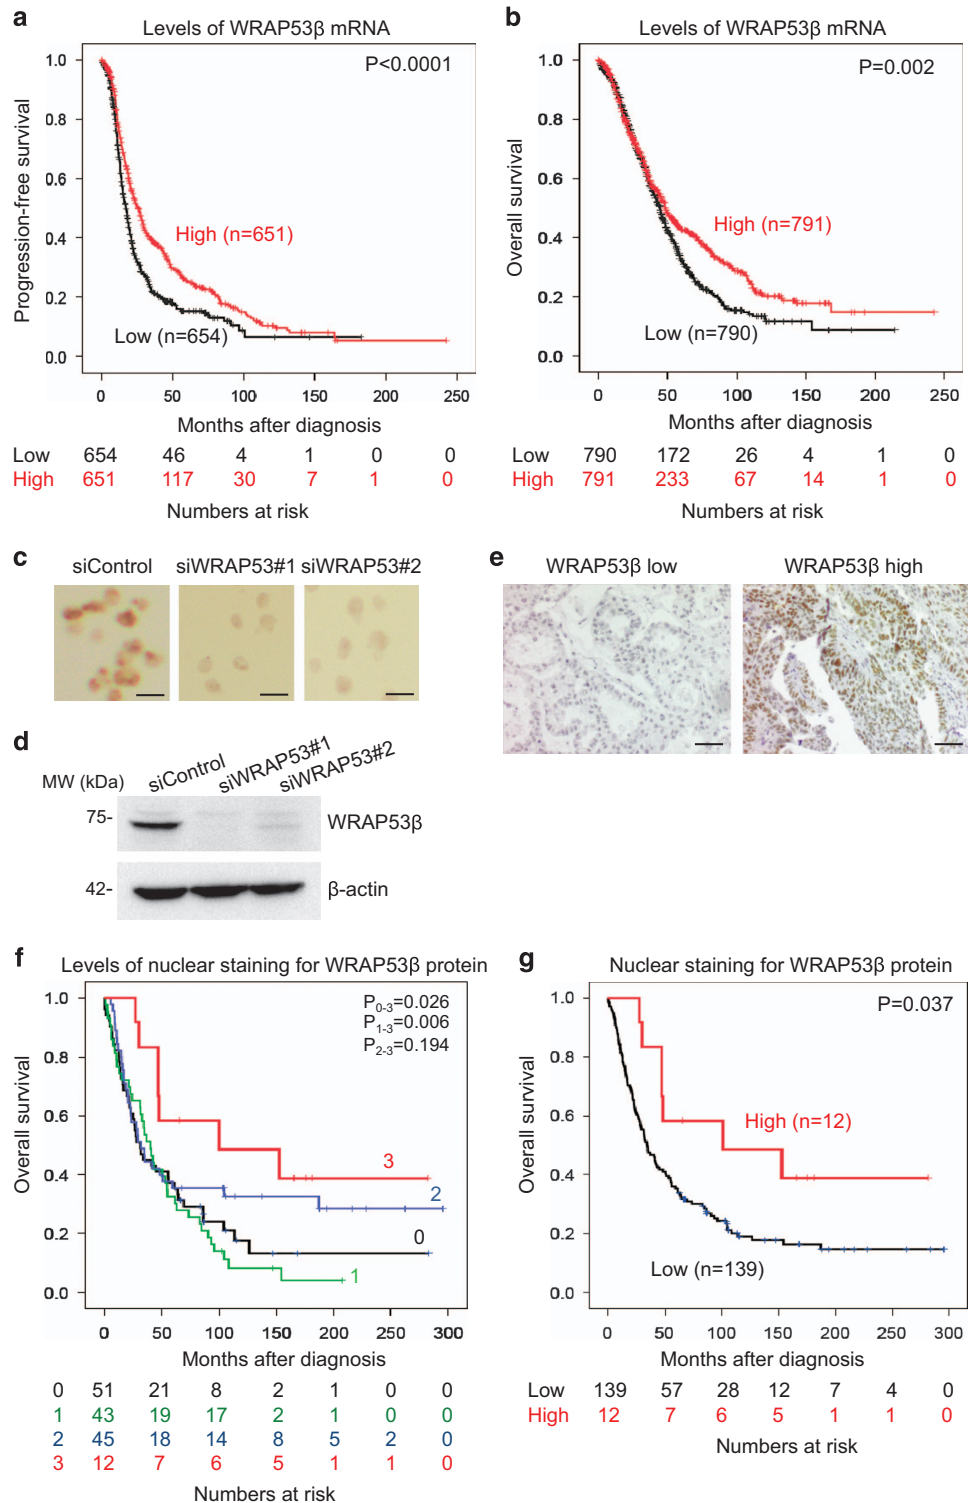 a
Levels of WRAP53β mRNA
P<0.0001
Progression-free survival
1.0
0.8
0.6
0.4
0.2
0.0
High (n=651)
Low (n=654)
0 50 100 150 200 250
Months after diagnosis
Low 654 46 4 1 0 0
High 651 117 30 7 1 0
Numbers at risk
b
Levels of WRAP53β mRNA
P=0.002
Overall survival
1.0
0.8
0.6
0.4
0.2
0.0
High (n=791)
Low (n=790)
0 50 100 150 200 250
Months after diagnosis
Low 790 172 26 4 1 0
High 791 233 67 14 1 0
Numbers at risk
c
siControl siWRAP53#1 siWRAP53#2
d
MW (kDa)
siControl
siWRAP53#1
siWRAP53#2
75-
WRAP53β
42-
β-actin
e
WRAP53β low WRAP53β high
f
Levels of nuclear staining for WRAP53β protein
P0-3=0.026
P1-3=0.006
P2-3=0.194
Overall survival
1.0
0.8
0.6
0.4
0.2
0.0
3
2
0
1
0 50 100 150 200 250 300
Months after diagnosis
0 51 21 8 2 1 0 0
1 43 19 17 2 1 0 0
2 45 18 14 8 5 2 0
3 12 7 6 5 1 1 0
Numbers at risk
g
Nuclear staining for WRAP53β protein
P=0.037
Overall survival
1.0
0.8
0.6
0.4
0.2
0.0
High (n=12)
Low (n=139)
0 50 100 150 200 250 300
Months after diagnosis
Low 139 57 28 12 7 4 0
High 12 7 6 5 1 1 0
Numbers at risk